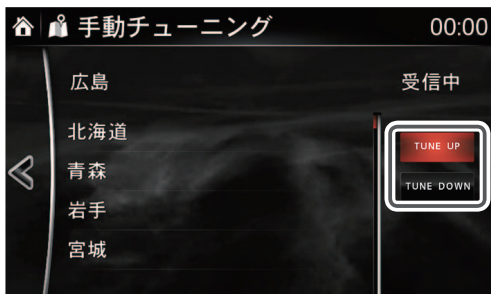 手動チューニング 00:00
広島 受信中
北海道
TUNE UP
青森
TUNE DOWN
岩手
宮城